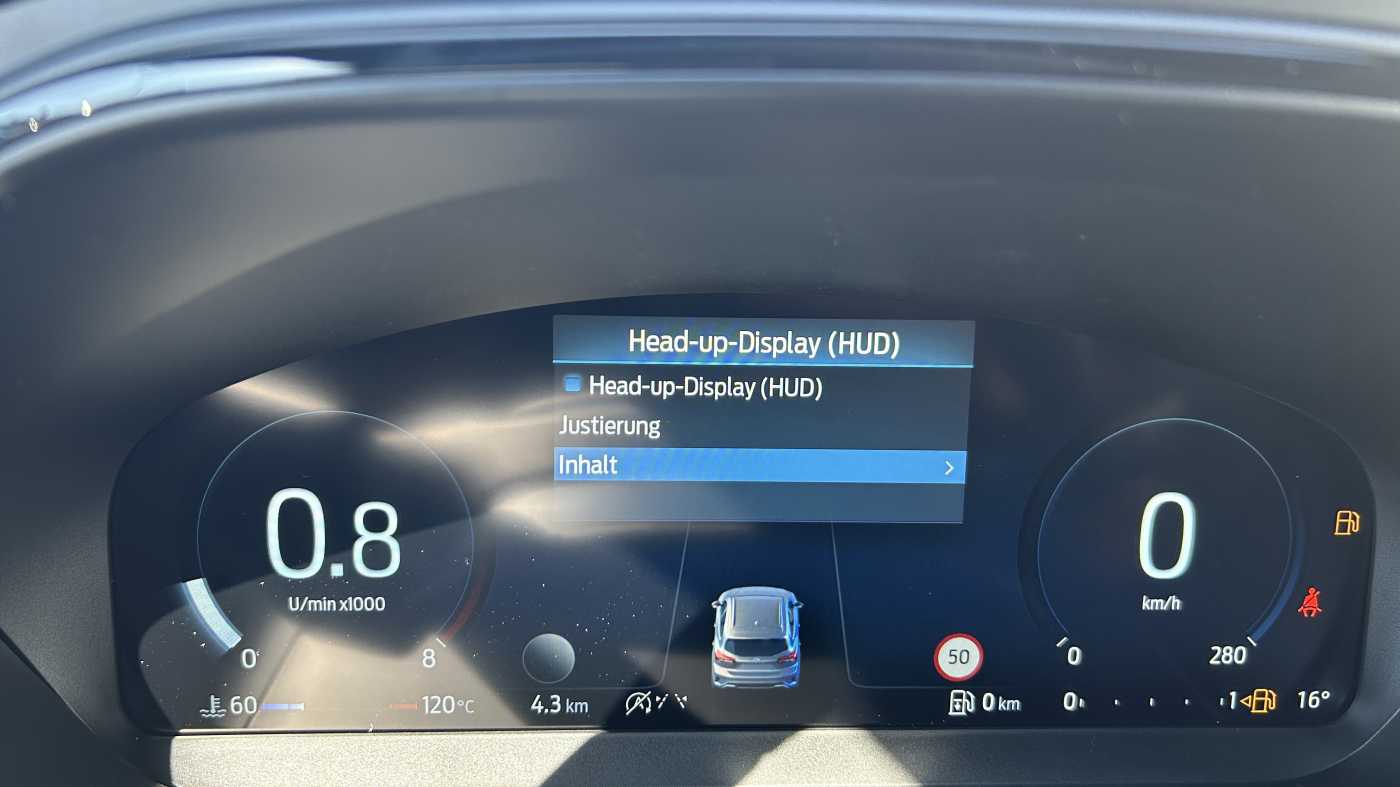 Head-up-Display (HUD)
Head-up-Display (HUD)
Justierung
Inhalt
0.8
U/min x1000
0
8
0
km/h
0
280
50
60
120°C
4.3 km
0 km
0
1
16°